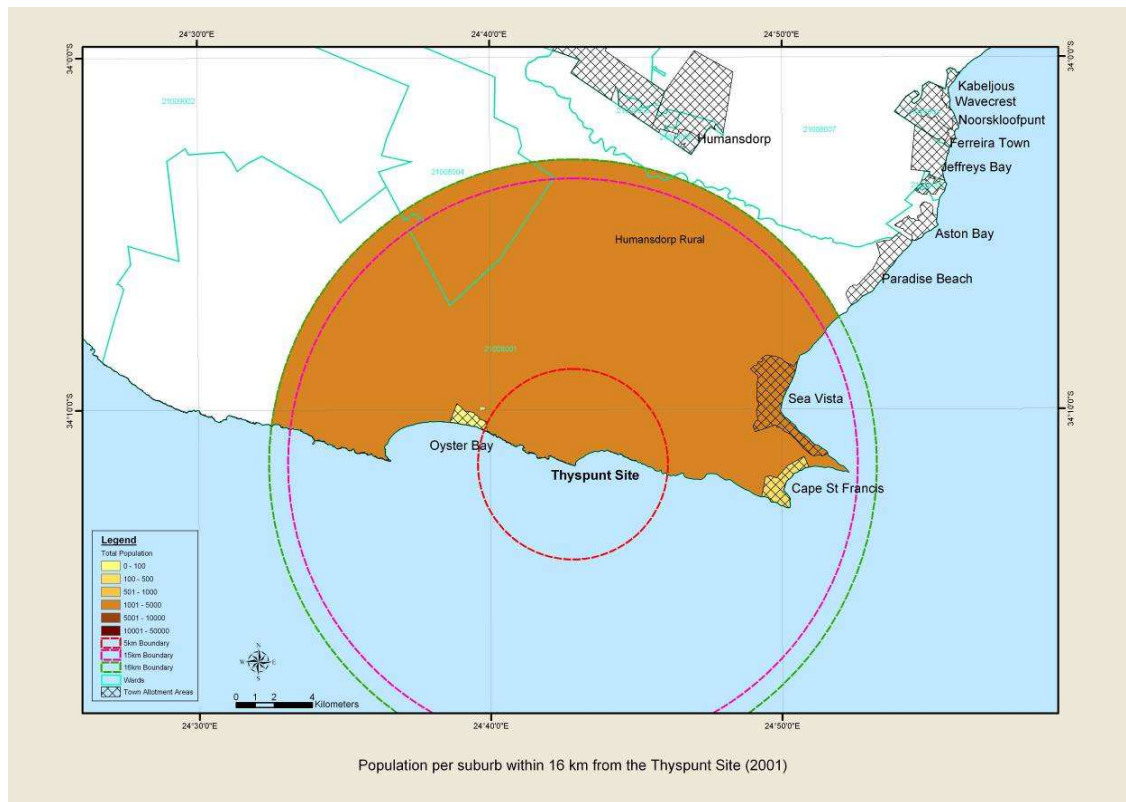 24°30'0"E 24°40'0"E 24°50'0"E
34°0'0"S 34°0'0"S
21009002
21008007
21008004
Kabeljous
Wavecrest
Noorskloofpunt
Humansdorp
Ferreira Town
Jeffreys Bay
Aston Bay
Humansdorp Rural
Paradise Beach
21008001
Sea Vista
34°10'0"S 34°10'0"S
Oyster Bay
Thyspunt Site
Cape St Francis
Legend
Total Population
0 - 100
100 - 500
501 - 1000
1001 - 5000
5001 - 10000
10001 - 50000
5km Boundary
15km Boundary
16km Boundary
Wards
Town Allotment Areas
N
W E
S
0 1 2 4
Kilometers
24°30'0"E 24°40'0"E 24°50'0"E
Population per suburb within 16 km from the Thyspunt Site (2001)